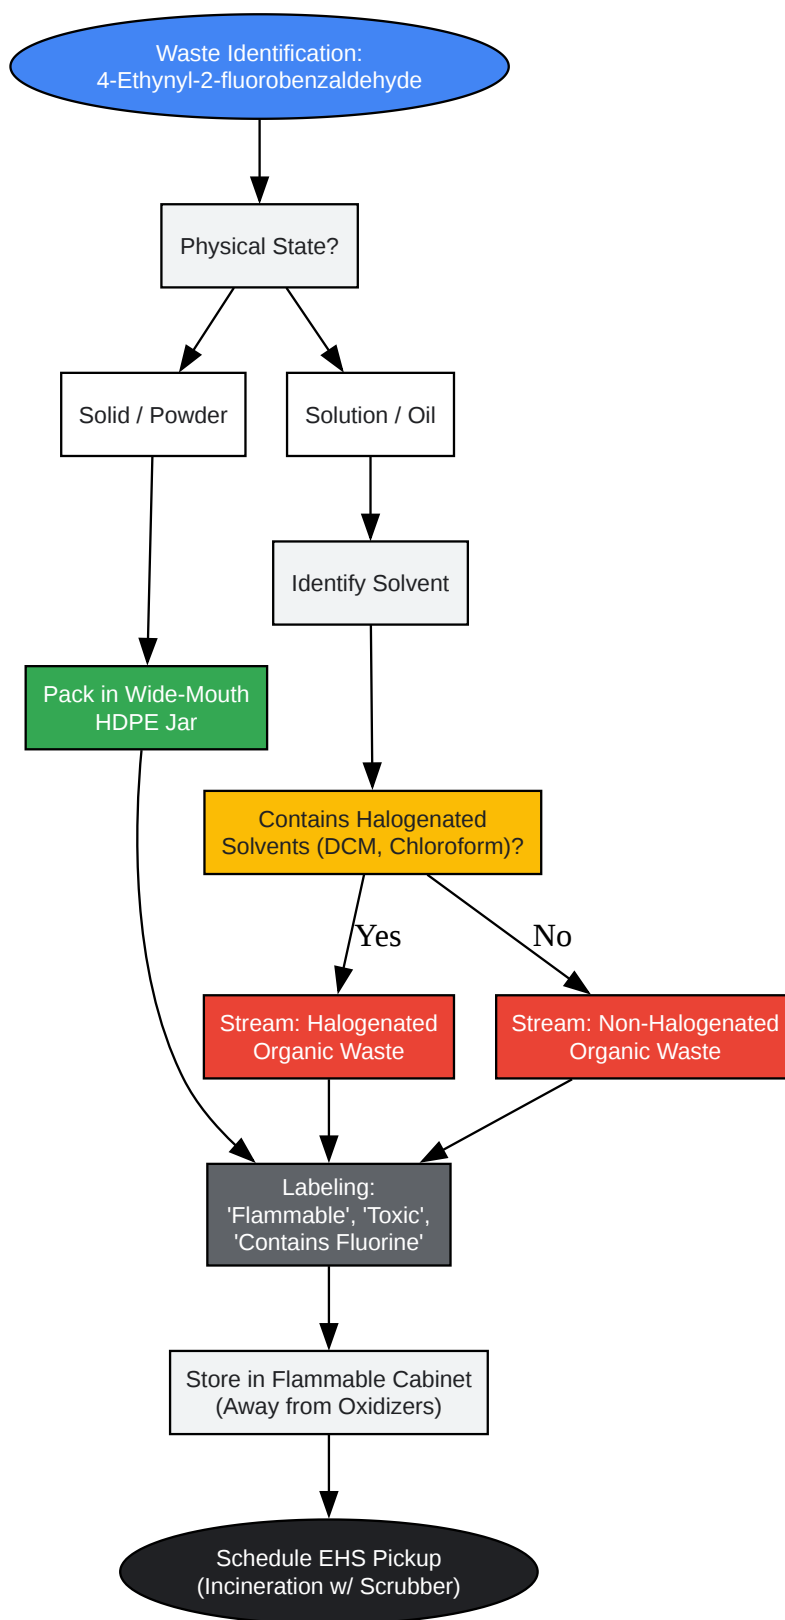 Waste Identification:
4-Ethynyl-2-fluorobenzaldehyde
Physical State?
Solid / Powder
Solution / Oil
Identify Solvent
Pack in Wide-Mouth
HDPE Jar
Contains Halogenated
Solvents (DCM, Chloroform)?
Yes
No
Stream: Halogenated
Organic Waste
Stream: Non-Halogenated
Organic Waste
Labeling:
'Flammable', 'Toxic',
'Contains Fluorine'
Store in Flammable Cabinet
(Away from Oxidizers)
Schedule EHS Pickup
(Incineration w/ Scrubber)